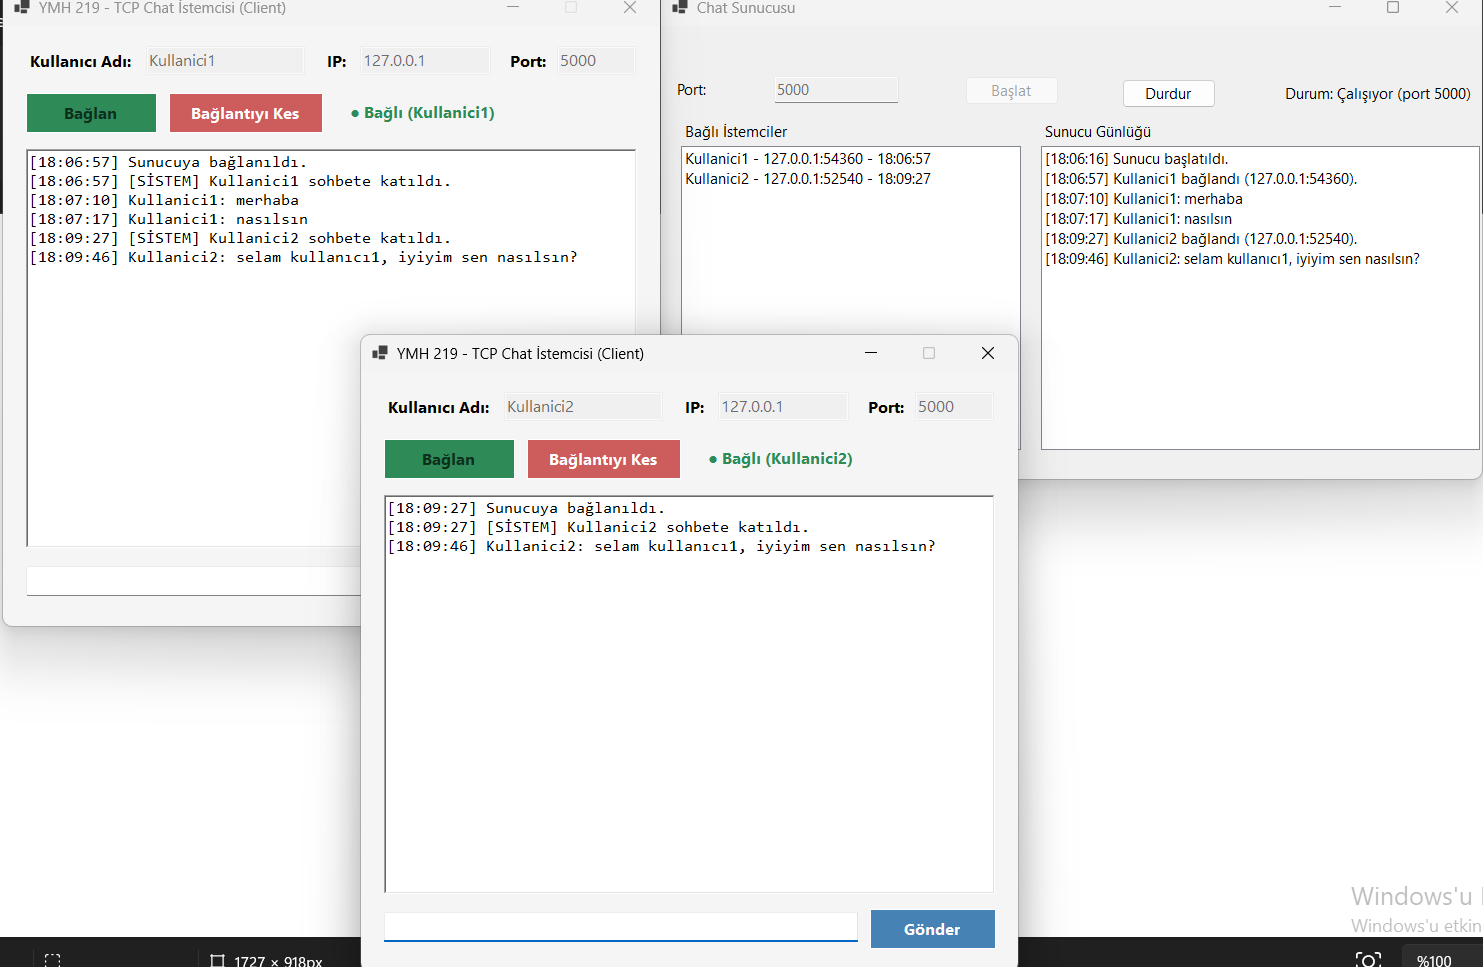 YMH 219 - TCP Chat İstemcisi (Client)
Kullanıcı Adı: Kullanici1 IP: 127.0.0.1 Port: 5000
Bağlan Bağlantıyı Kes ● Bağlı (Kullanici1)
[18:06:57] Sunucuya bağlanıldı.
[18:06:57] [SİSTEM] Kullanici1 sohbete katıldı.
[18:07:10] Kullanici1: merhaba
[18:07:17] Kullanici1: nasılsın
[18:09:27] [SİSTEM] Kullanici2 sohbete katıldı.
[18:09:46] Kullanici2: selam kullanıcı1, iyiyim sen nasılsın?
Chat Sunucusu
Port: 5000 Başlat Durdur Durum: Çalışıyor (port 5000)
Bağlı İstemciler
Kullanici1 - 127.0.0.1:54360 - 18:06:57
Kullanici2 - 127.0.0.1:52540 - 18:09:27
Sunucu Günlüğü
[18:06:16] Sunucu başlatıldı.
[18:06:57] Kullanici1 bağlandı (127.0.0.1:54360).
[18:07:10] Kullanici1: merhaba
[18:07:17] Kullanici1: nasılsın
[18:09:27] Kullanici2 bağlandı (127.0.0.1:52540).
[18:09:46] Kullanici2: selam kullanıcı1, iyiyim sen nasılsın?
YMH 219 - TCP Chat İstemcisi (Client)
Kullanıcı Adı: Kullanici2 IP: 127.0.0.1 Port: 5000
Bağlan Bağlantıyı Kes ● Bağlı (Kullanici2)
[18:09:27] Sunucuya bağlanıldı.
[18:09:27] [SİSTEM] Kullanici2 sohbete katıldı.
[18:09:46] Kullanici2: selam kullanıcı1, iyiyim sen nasılsın?
Gönder
Windows'u
Windows'u etkin
1727 × 918px
%100